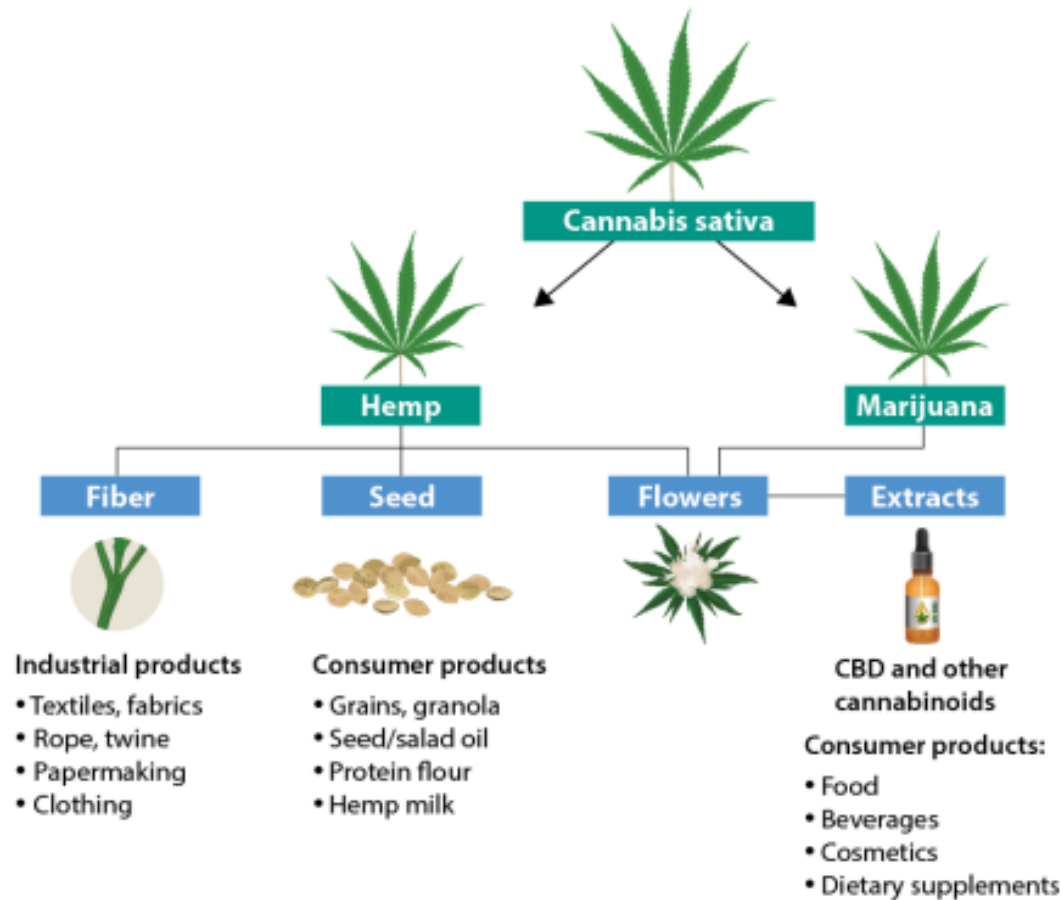 Cannabis sativa
Hemp
Marijuana
Fiber
Seed
Flowers
Extracts
Industrial products
• Textiles, fabrics
• Rope, twine
• Papermaking
• Clothing
Consumer products
• Grains, granola
• Seed/salad oil
• Protein flour
• Hemp milk
CBD and other
cannabinoids
Consumer products:
• Food
• Beverages
• Cosmetics
• Dietary supplements